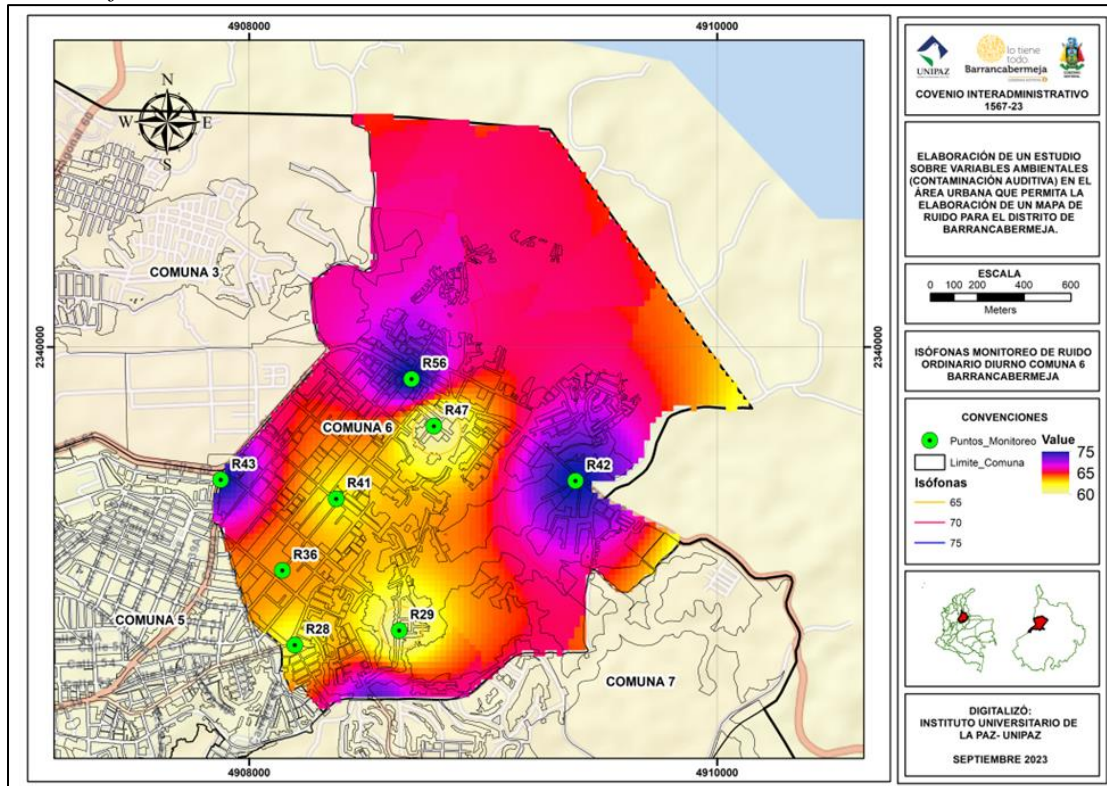 4908000
4910000
N
W E
S
COMUNA 3
2340000
2340000
R56
R47
COMUNA 6
R43
R42
R41
R36
R29
R28
COMUNA 5
COMUNA 7
4908000
4910000
UNIPAZ
lo tiene
todo
Barrancabermeja
COVENIO INTERADMINISTRATIVO
1567-23
ELABORACIÓN DE UN ESTUDIO
SOBRE VARIABLES AMBIENTALES
(CONTAMINACIÓN AUDITIVA) EN EL
ÁREA URBANA QUE PERMITA LA
ELABORACIÓN DE UN MAPA DE
RUIDO PARA EL DISTRITO DE
BARRANCABERMEJA.
ESCALA
0 100 200 400 600
Meters
ISÓFONAS MONITOREO DE RUIDO
ORDINARIO DIURNO COMUNA 6
BARRANCABERMEJA
CONVENCIONES
Puntos_Monitoreo
Limite_Comuna
Isófonas
65
70
75
Value
75
65
60
DIGITALIZÓ:
INSTITUTO UNIVERSITARIO DE
LA PAZ- UNIPAZ
SEPTIEMBRE 2023